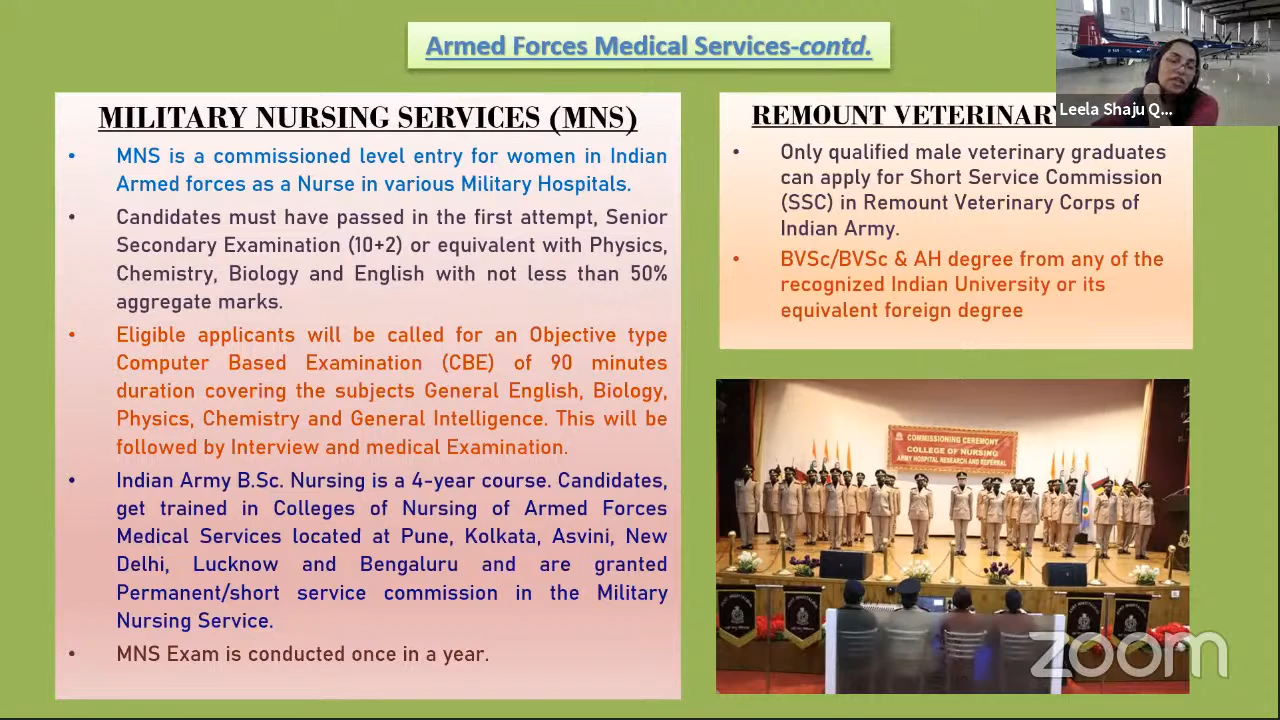 Armed Forces Medical Services-contd.
Leela Shaju Q...
MILITARY NURSING SERVICES (MNS)
• MNS is a commissioned level entry for women in Indian
Armed forces as a Nurse in various Military Hospitals.
• Candidates must have passed in the first attempt, Senior
Secondary Examination (10+2) or equivalent with Physics,
Chemistry, Biology and English with not less than 50%
aggregate marks.
• Eligible applicants will be called for an Objective type
Computer Based Examination (CBE) of 90 minutes
duration covering the subjects General English, Biology,
Physics, Chemistry and General Intelligence. This will be
followed by Interview and medical Examination.
• Indian Army B.Sc. Nursing is a 4-year course. Candidates,
get trained in Colleges of Nursing of Armed Forces
Medical Services located at Pune, Kolkata, Asvini, New
Delhi, Lucknow and Bengaluru and are granted
Permanent/short service commission in the Military
Nursing Service.
• MNS Exam is conducted once in a year.
REMOUNT VETERINARY
• Only qualified male veterinary graduates
can apply for Short Service Commission
(SSC) in Remount Veterinary Corps of
Indian Army.
• BVSc/BVSc & AH degree from any of the
recognized Indian University or its
equivalent foreign degree
COMMISSIONING CEREMONY
COLLEGE OF NURSING
ARMY HOSPITAL RESEARCH AND REFERRAL
zoom